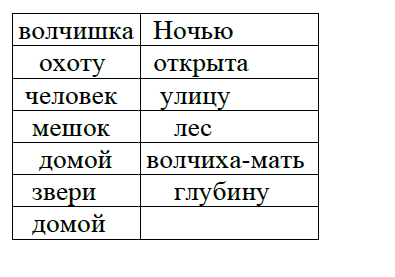 волчишка Ночью
охоту открыта
человек улицу
мешок лес
домой волчиха-мать
звери глубину
домой